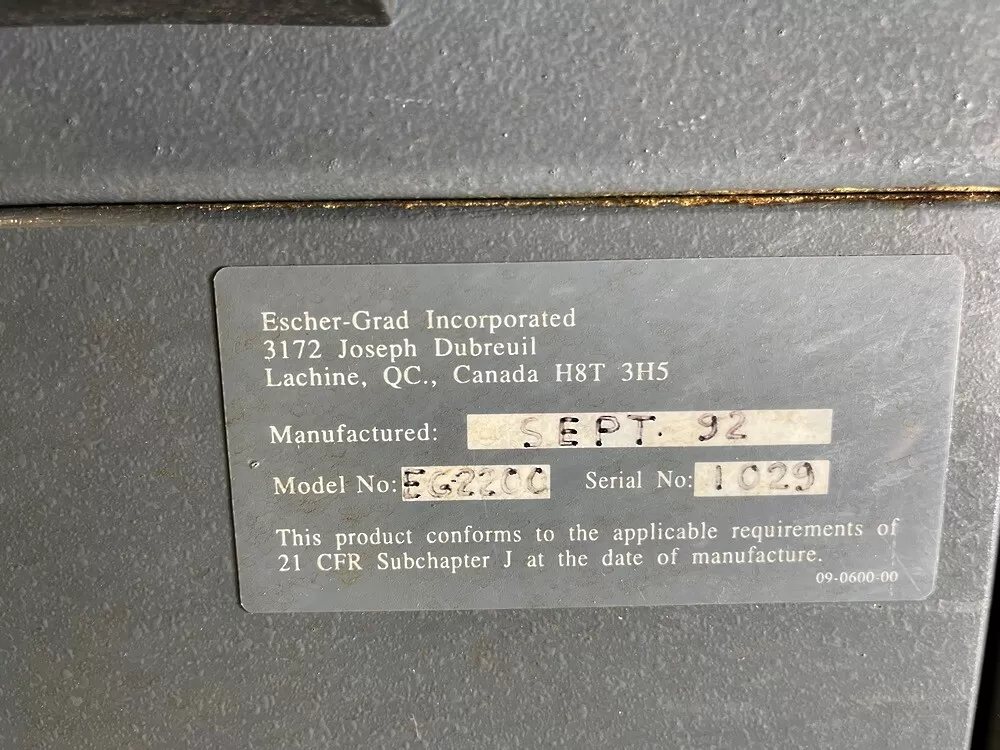 Escher-Grad Incorporated
3172 Joseph Dubreuil
Lachine, QC., Canada H8T 3H5
Manufactured: SEPT. 92
Model No: EG2200 Serial No: 1029
This product conforms to the applicable requirements of
21 CFR Subchapter J at the date of manufacture.
09-0600-00